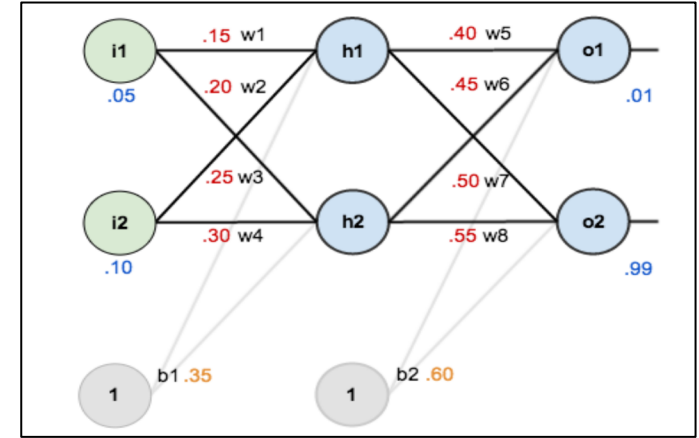 i1 .15 w1 h1 .40 w5 o1
.05 .20 w2 .45 w6 .01
.25 w3 .50 w7
i2 .30 w4 h2 .55 w8 o2
.10 .99
1 b1 .35 1 b2 .60